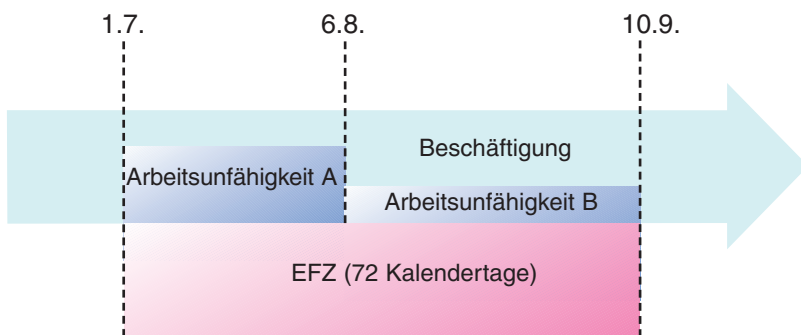 1.7. 6.8. 10.9.
Beschäftigung
Arbeitsunfähigkeit A
Arbeitsunfähigkeit B
EFZ (72 Kalendertage)